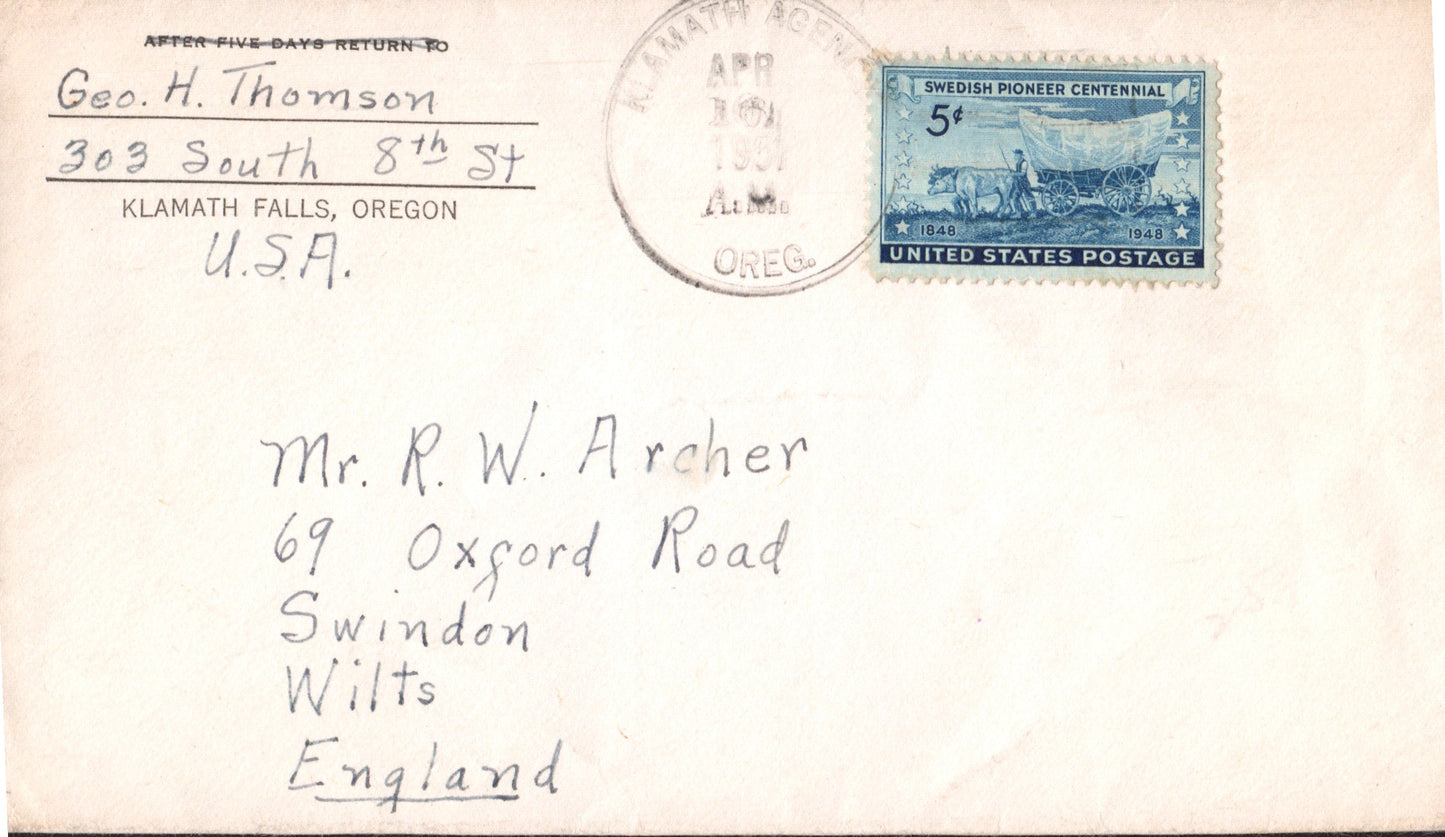 AFTER FIVE DAYS RETURN TO
Geo. H. Thomson
303 South 8th St
KLAMATH FALLS, OREGON
U.S.A.
KLAMATH
APR
A.M.
OREG.
SWEDISH PIONEER CENTENNIAL
5¢
1848 1948
UNITED STATES POSTAGE
Mr. R. W. Archer
69 Oxford Road
Swindon
Wilts
England